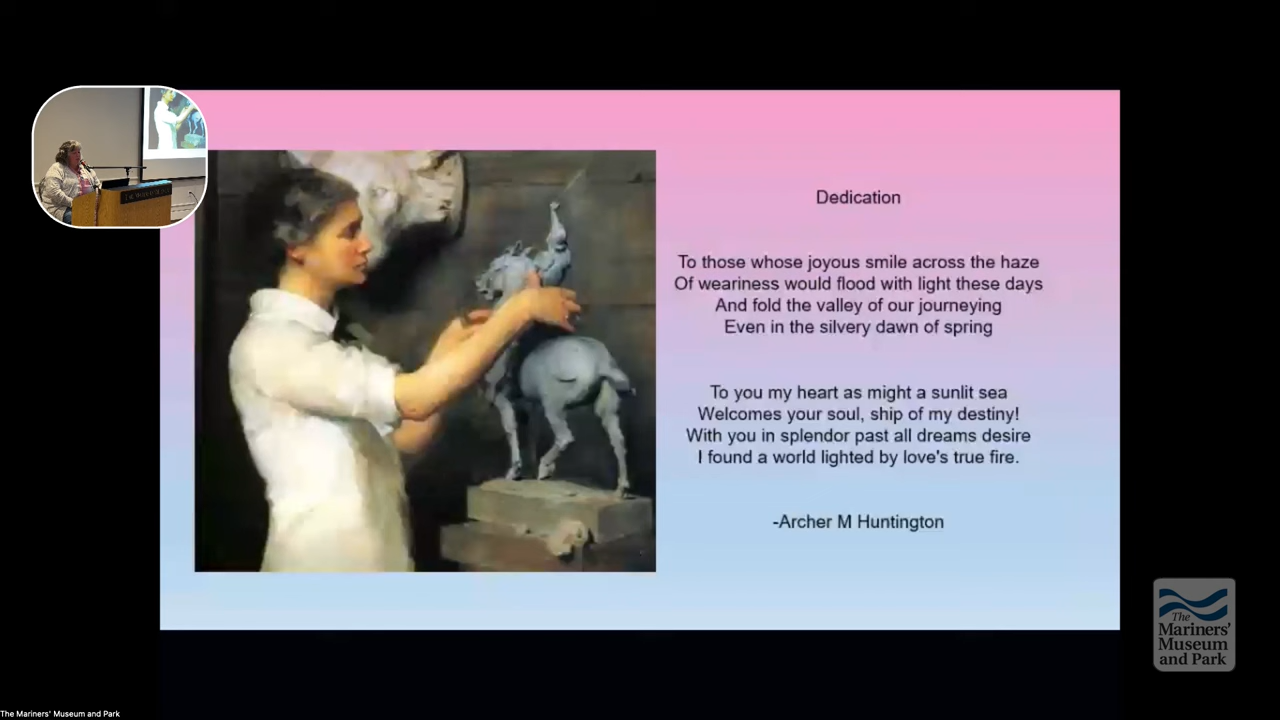 Dedication
To those whose joyous smile across the haze
Of weariness would flood with light these days
And fold the valley of our journeying
Even in the silvery dawn of spring
To you my heart as might a sunlit sea
Welcomes your soul, ship of my destiny!
With you in splendor past all dreams desire
I found a world lighted by love's true fire.
-Archer M Huntington
The
Mariners'
Museum
and Park
The Mariners' Museum and Park